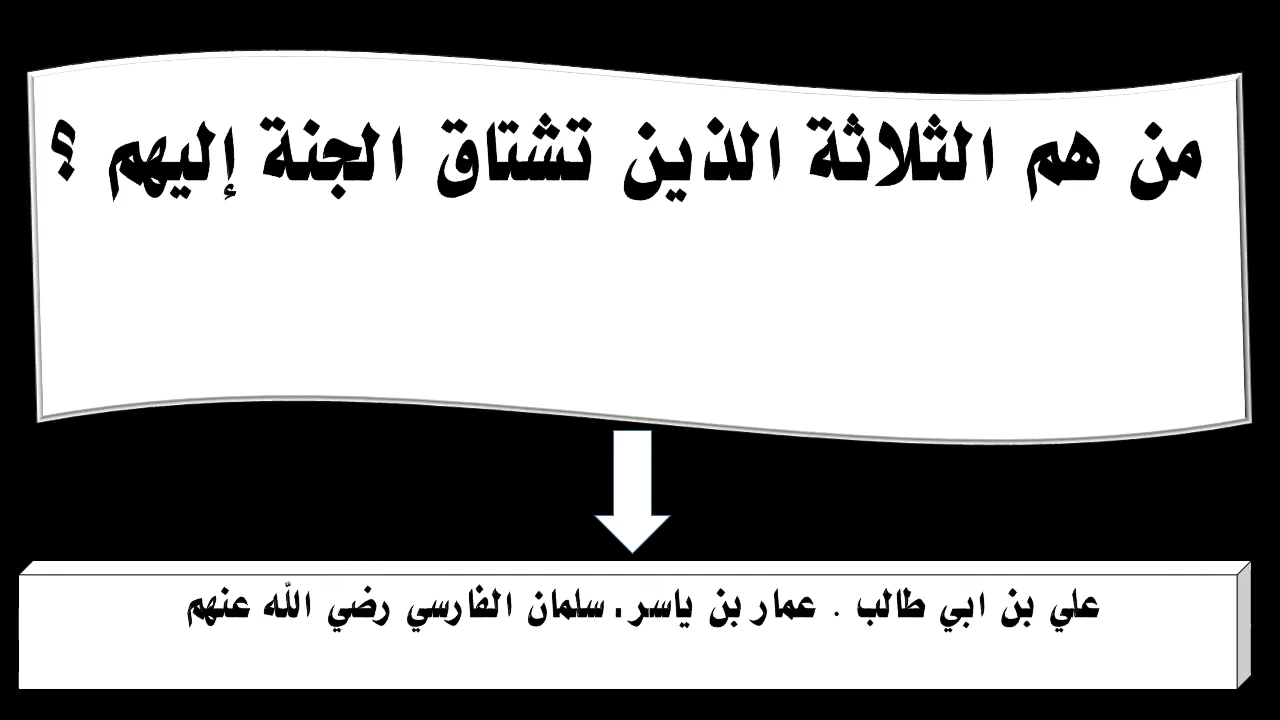 من هم الثلاثة الذين تشتاق الجنة إليهم ؟
علي بن ابي طالب . عمار بن ياسر. سلمان الفارسي رضي الله عنهم